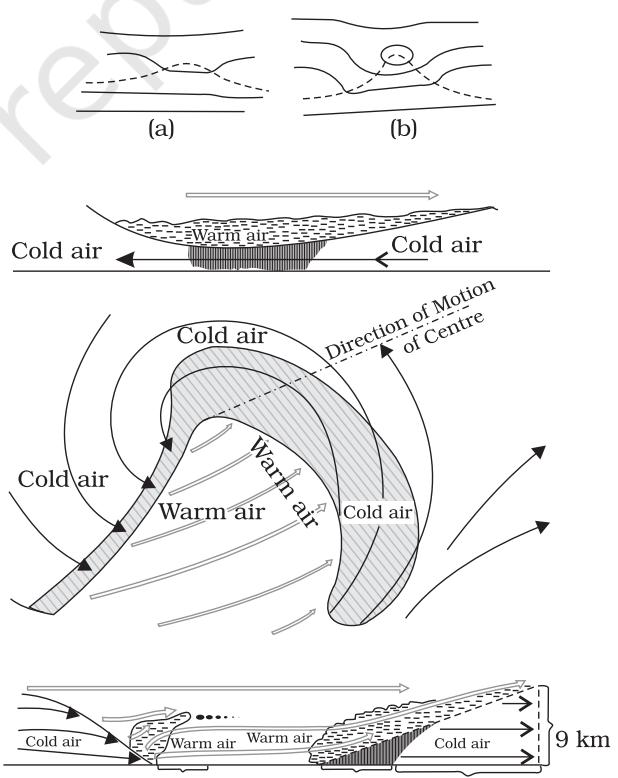 repu
(a)
(b)
Warm air
Cold air
Cold air
Cold air
Direction of Motion
of Centre
Cold air
Warm air
Warm air
Cold air
Cold air
Warm air
Warm air
Cold air
9 km